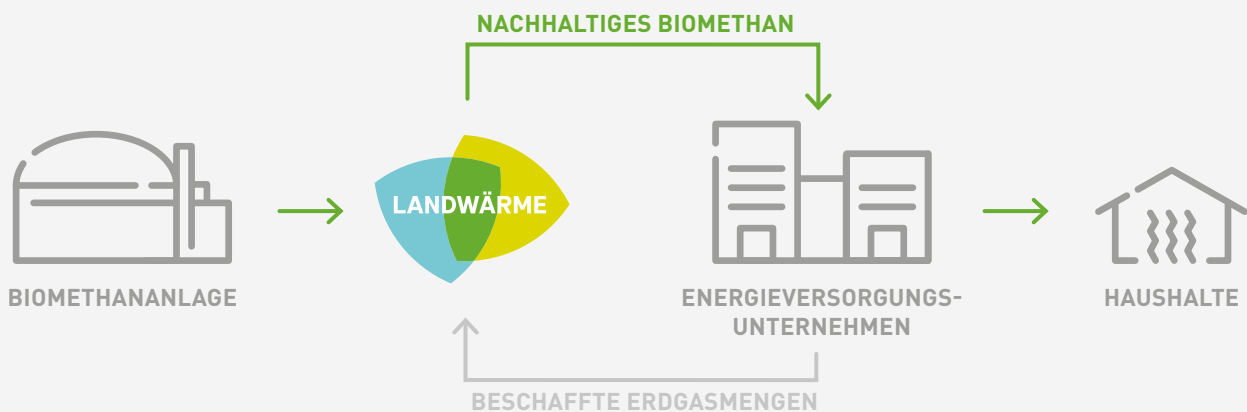 NACHHALTIGES BIOMETHAN
LANDWÄRME
BIOMETHANANLAGE
ENERGIEVERSORGUNGS-
UNTERNEHMEN
HAUSHALTE
BESCHAFFTE ERDGASMENGEN